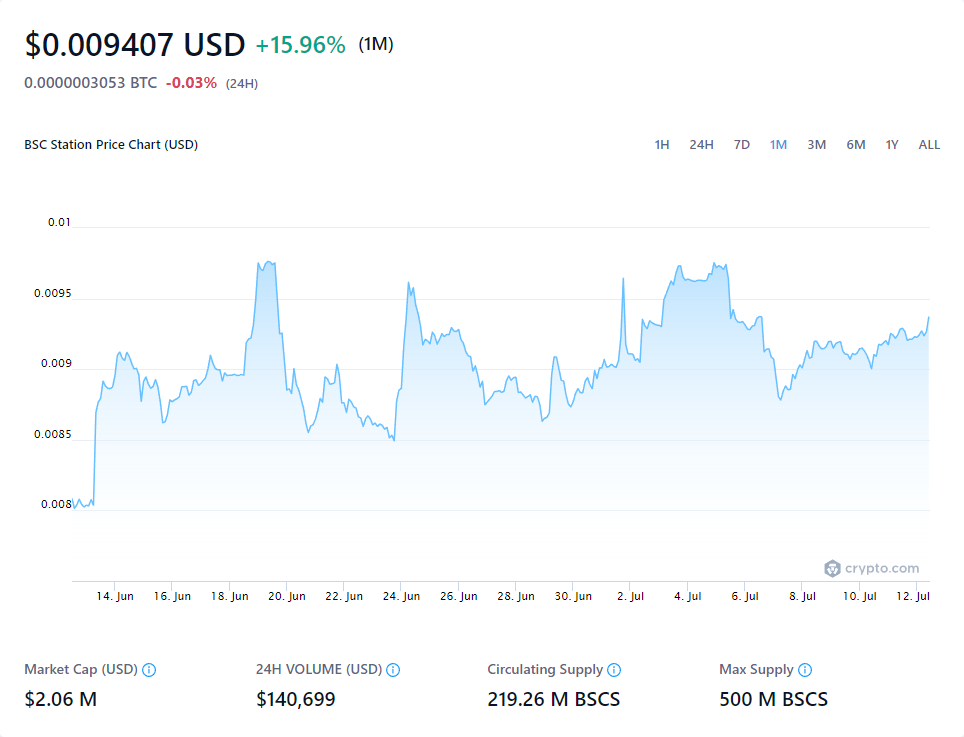 $0.009407 USD +15.96% (1M)
0.0000003053 BTC -0.03% (24H)
BSC Station Price Chart (USD)
1H 24H 7D 1M 3M 6M 1Y ALL
0.01
0.0095
0.009
0.0085
0.008
crypto.com
14. Jun 16. Jun 18. Jun 20. Jun 22. Jun 24. Jun 26. Jun 28. Jun 30. Jun 2. Jul 4. Jul 6. Jul 8. Jul 10. Jul 12. Jul
Market Cap (USD) 24H VOLUME (USD) Circulating Supply Max Supply
$2.06 M $140,699 219.26 M BSCS 500 M BSCS